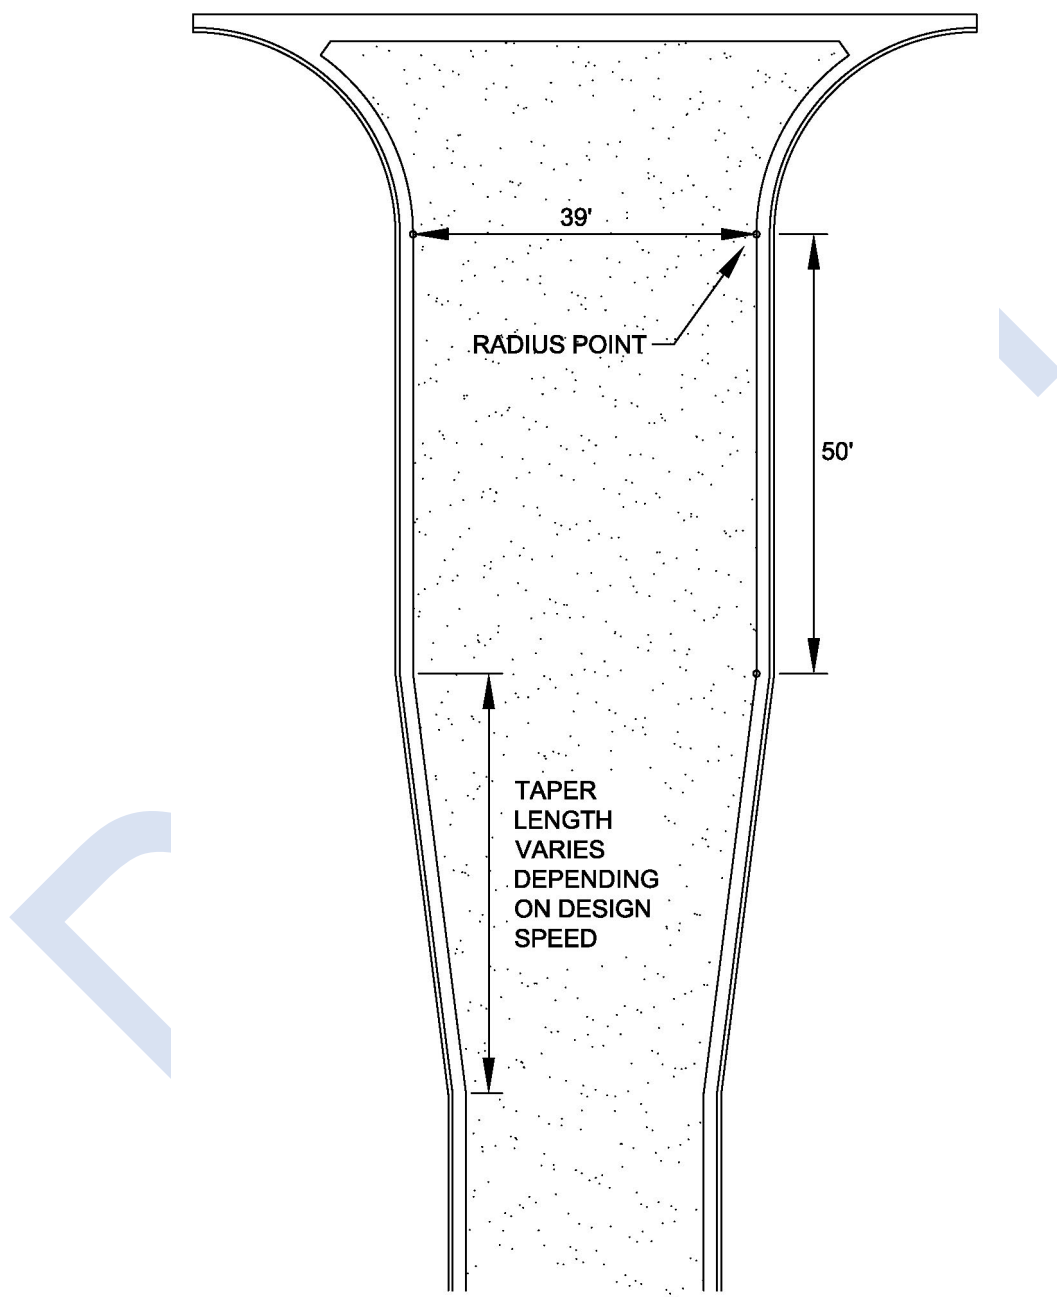 39'
RADIUS POINT
50'
TAPER
LENGTH
VARIES
DEPENDING
ON DESIGN
SPEED